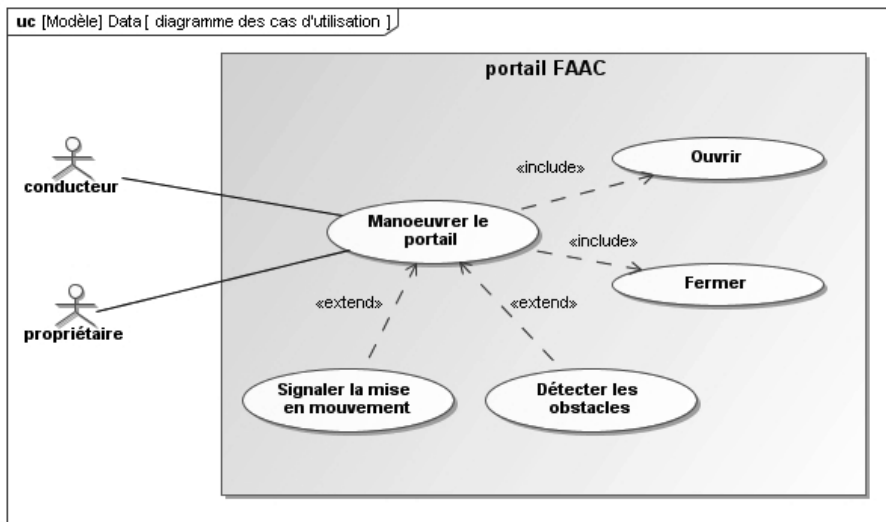 uc [Modèle] Data [ diagramme des cas d'utilisation ]
portail FAAC
conducteur
propriétaire
Manoeuvrer le
portail
«include»
Ouvrir
«include»
Fermer
«extend»
«extend»
Signaler la mise
en mouvement
Détecter les
obstacles